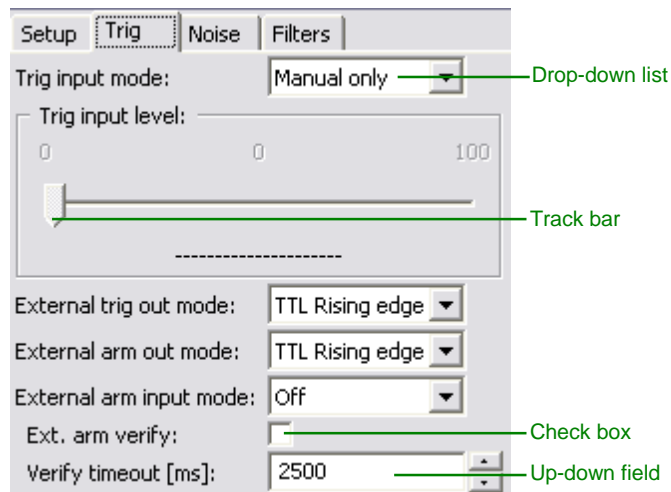 Setup Trig Noise Filters
Trig input mode: Manual only Drop-down list
Trig input level:
0 0 100
Track bar
---------------------
External trig out mode: TTL Rising edge
External arm out mode: TTL Rising edge
External arm input mode: Off
Ext. arm verify: Check box
Verify timeout [ms]: 2500 Up-down field